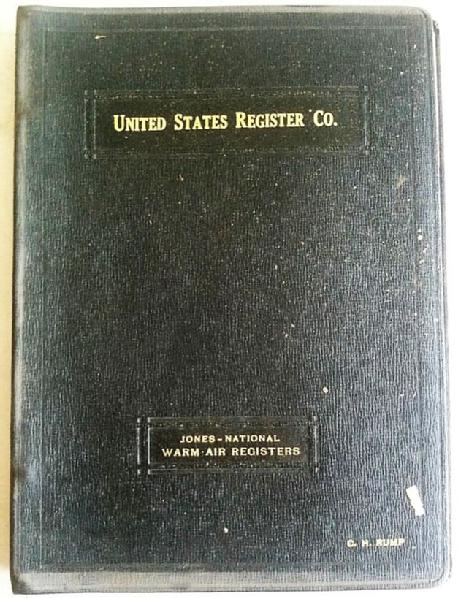 UNITED STATES REGISTER CO.
JONES-NATIONAL
WARM-AIR REGISTERS
C. H. RUMP